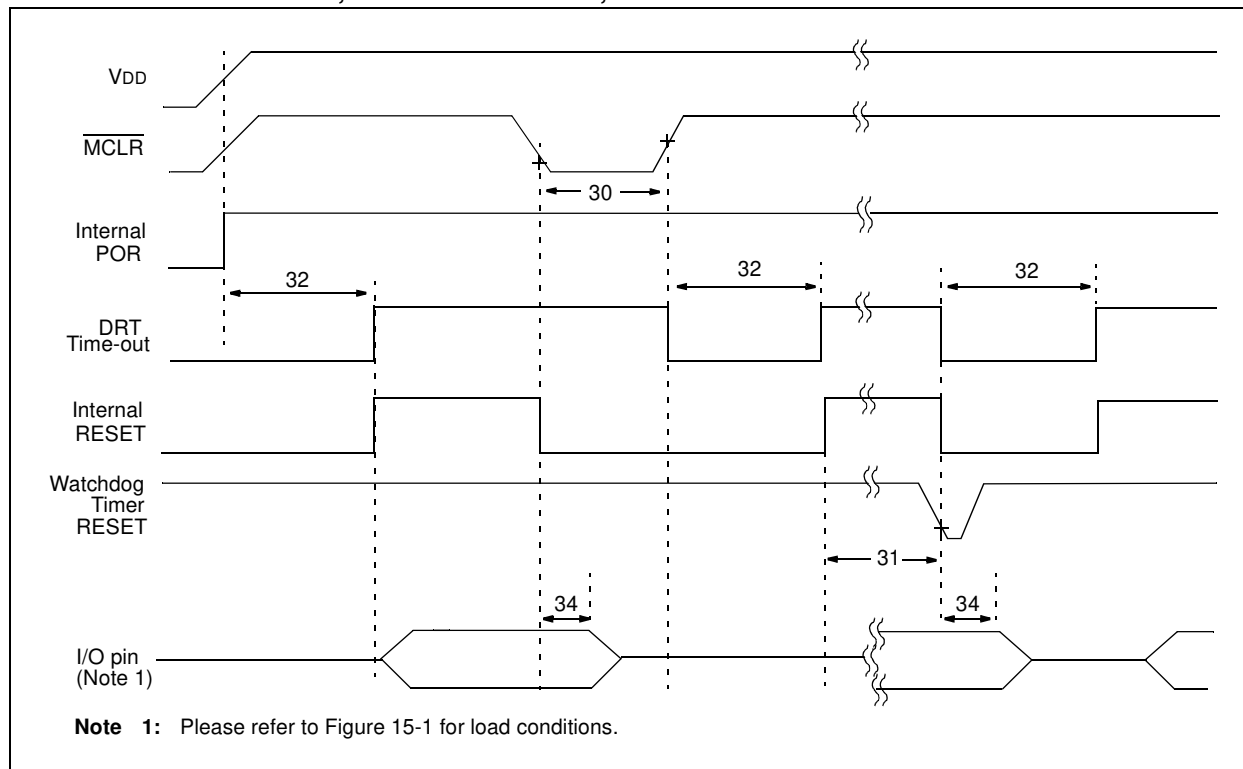 VDD
MCLR
30
Internal
POR
32
32
32
DRT
Time-out
Internal
RESET
Watchdog
Timer
RESET
31
34
34
I/O pin
(Note 1)
Note 1: Please refer to Figure 15-1 for load conditions.